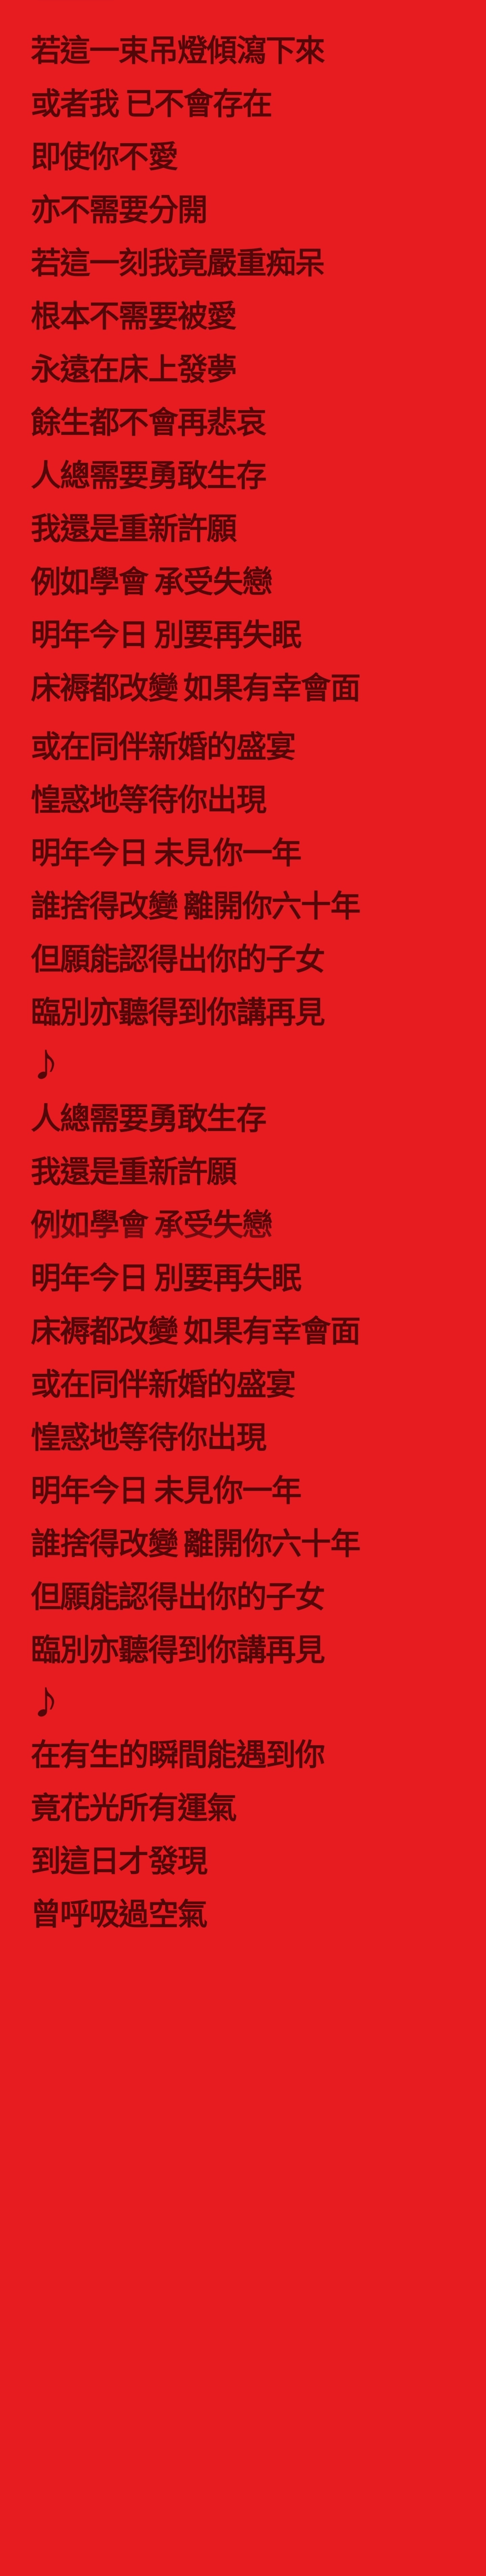 若這一束吊燈傾瀉下來
或者我 已不會存在
即使你不愛
亦不需要分開
若這一刻我竟嚴重痴呆
根本不需要被愛
永遠在床上發夢
餘生都不會再悲哀
人總需要勇敢生存
我還是重新許願
例如學會 承受失戀
明年今日 別要再失眠
床褥都改變 如果有幸會面
或在同伴新婚的盛宴
惶惑地等待你出現
明年今日 未見你一年
誰捨得改變 離開你六十年
但願能認得出你的子女
臨別亦聽得到你講再見
♪
人總需要勇敢生存
我還是重新許願
例如學會 承受失戀
明年今日 別要再失眠
床褥都改變 如果有幸會面
或在同伴新婚的盛宴
惶惑地等待你出現
明年今日 未見你一年
誰捨得改變 離開你六十年
但願能認得出你的子女
臨別亦聽得到你講再見
♪
在有生的瞬間能遇到你
竟花光所有運氣
到這日才發現
曾呼吸過空氣